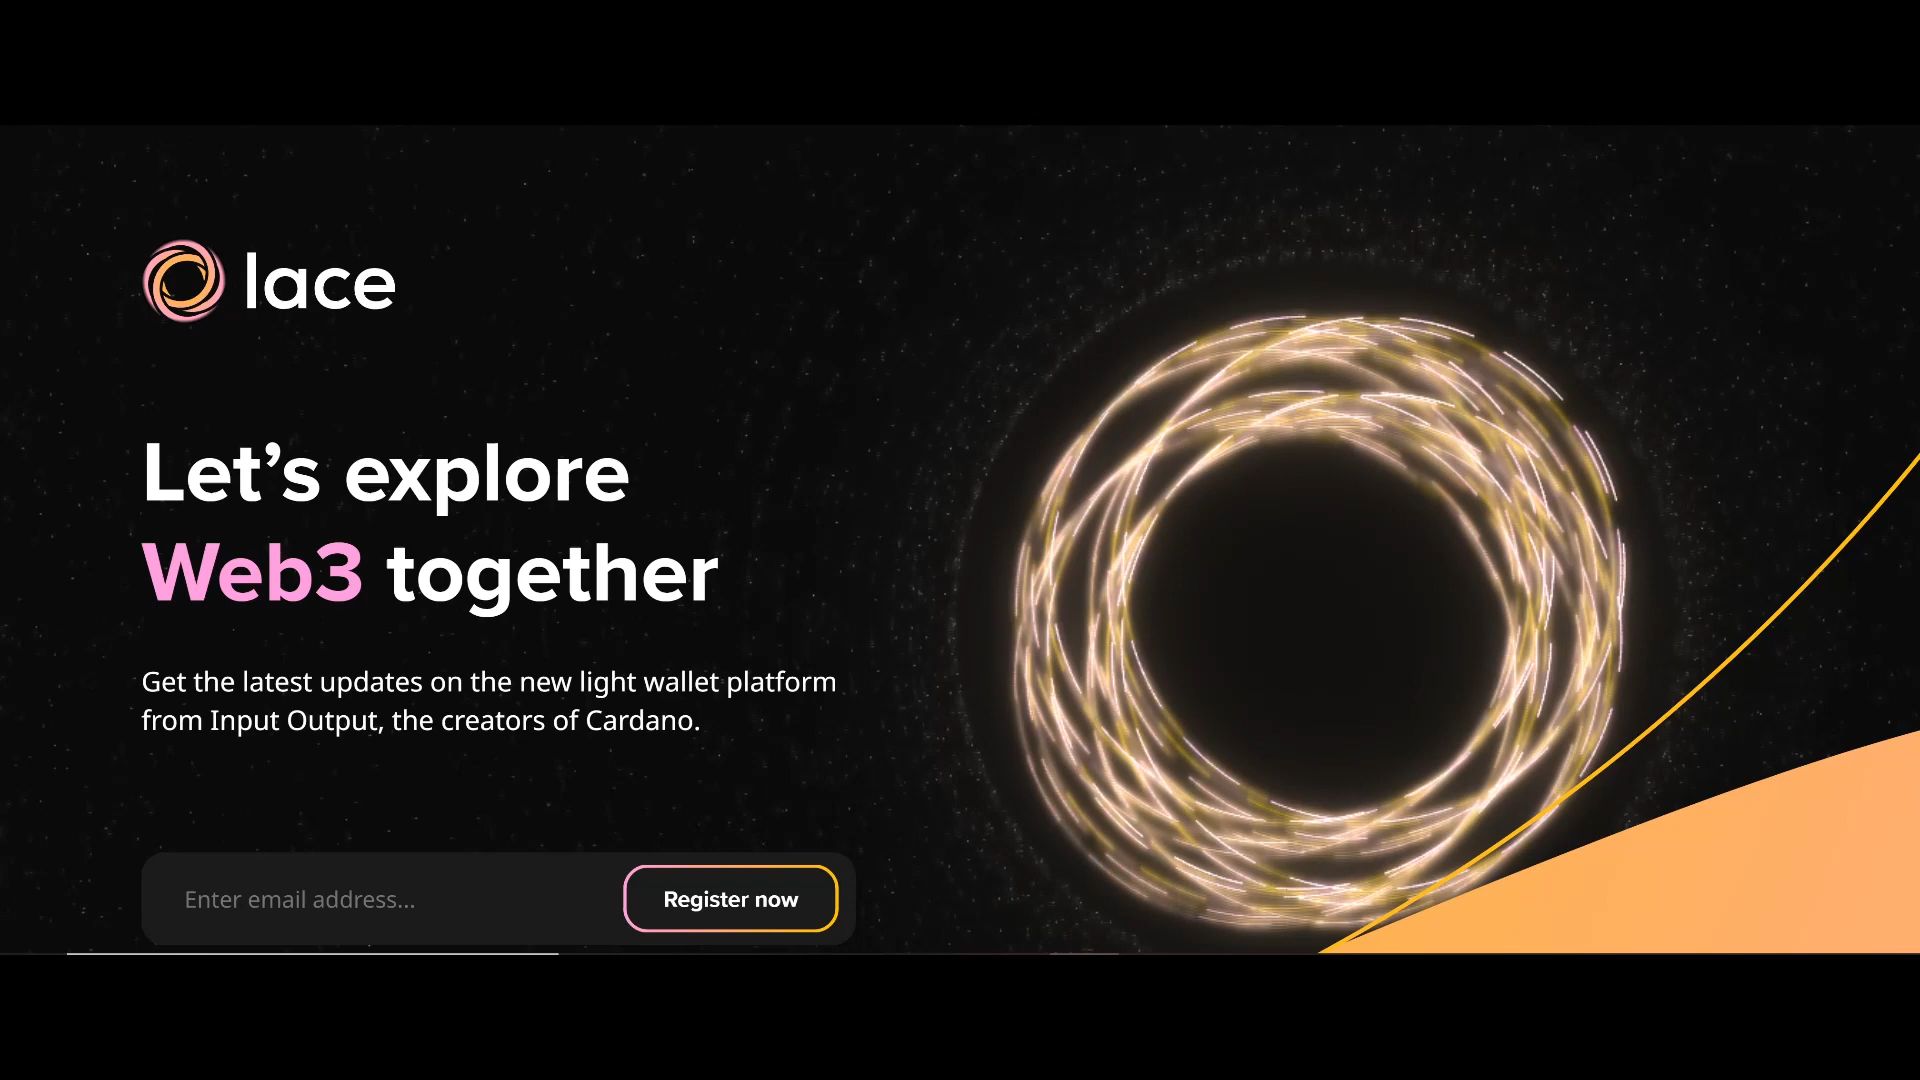 lace
Let’s explore
Web3 together
Get the latest updates on the new light wallet platform
from Input Output, the creators of Cardano.
Enter email address...
Register now